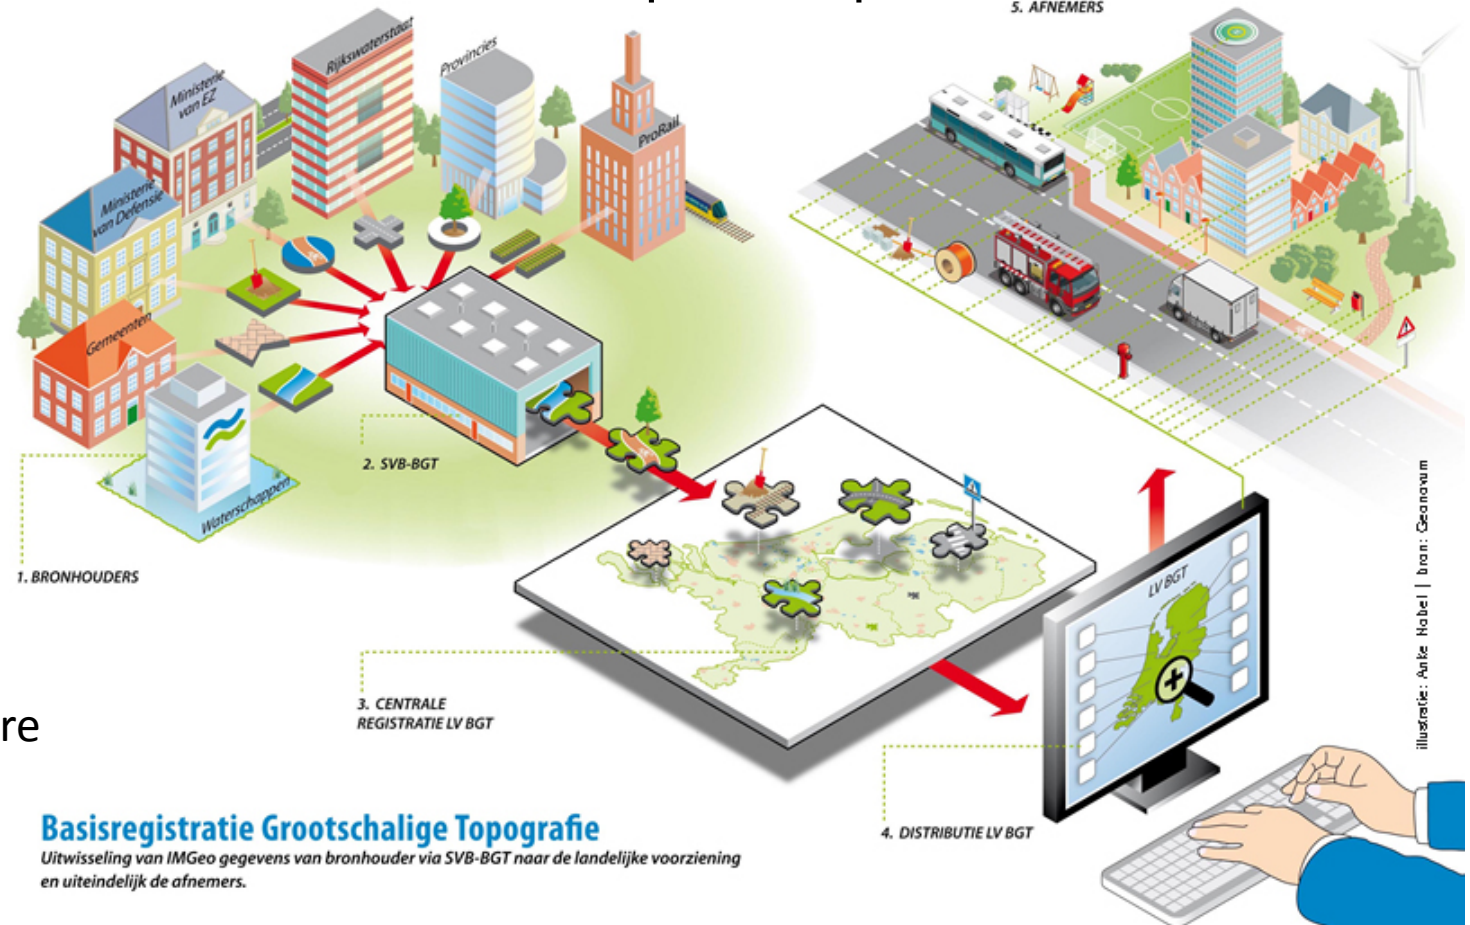 5. AFNEMERS
Rijkswaterstaat
Provincies
Ministerie
van EZ
ProRail
Ministerie
van Defensie
Gemeenten
2. SVB-BGT
Waterschappen
1. BRONHOUDERS
LV BGT
3. CENTRALE
REGISTRATIE LV BGT
re
4. DISTRIBUTIE LV BGT
illustratie: Anke Nobel | bron: Geonovum
Basisregistratie Grootschalige Topografie
Uitwisseling van IMGeo gegevens van bronhouder via SVB-BGT naar de landelijke voorziening
en uiteindelijk de afnemers.